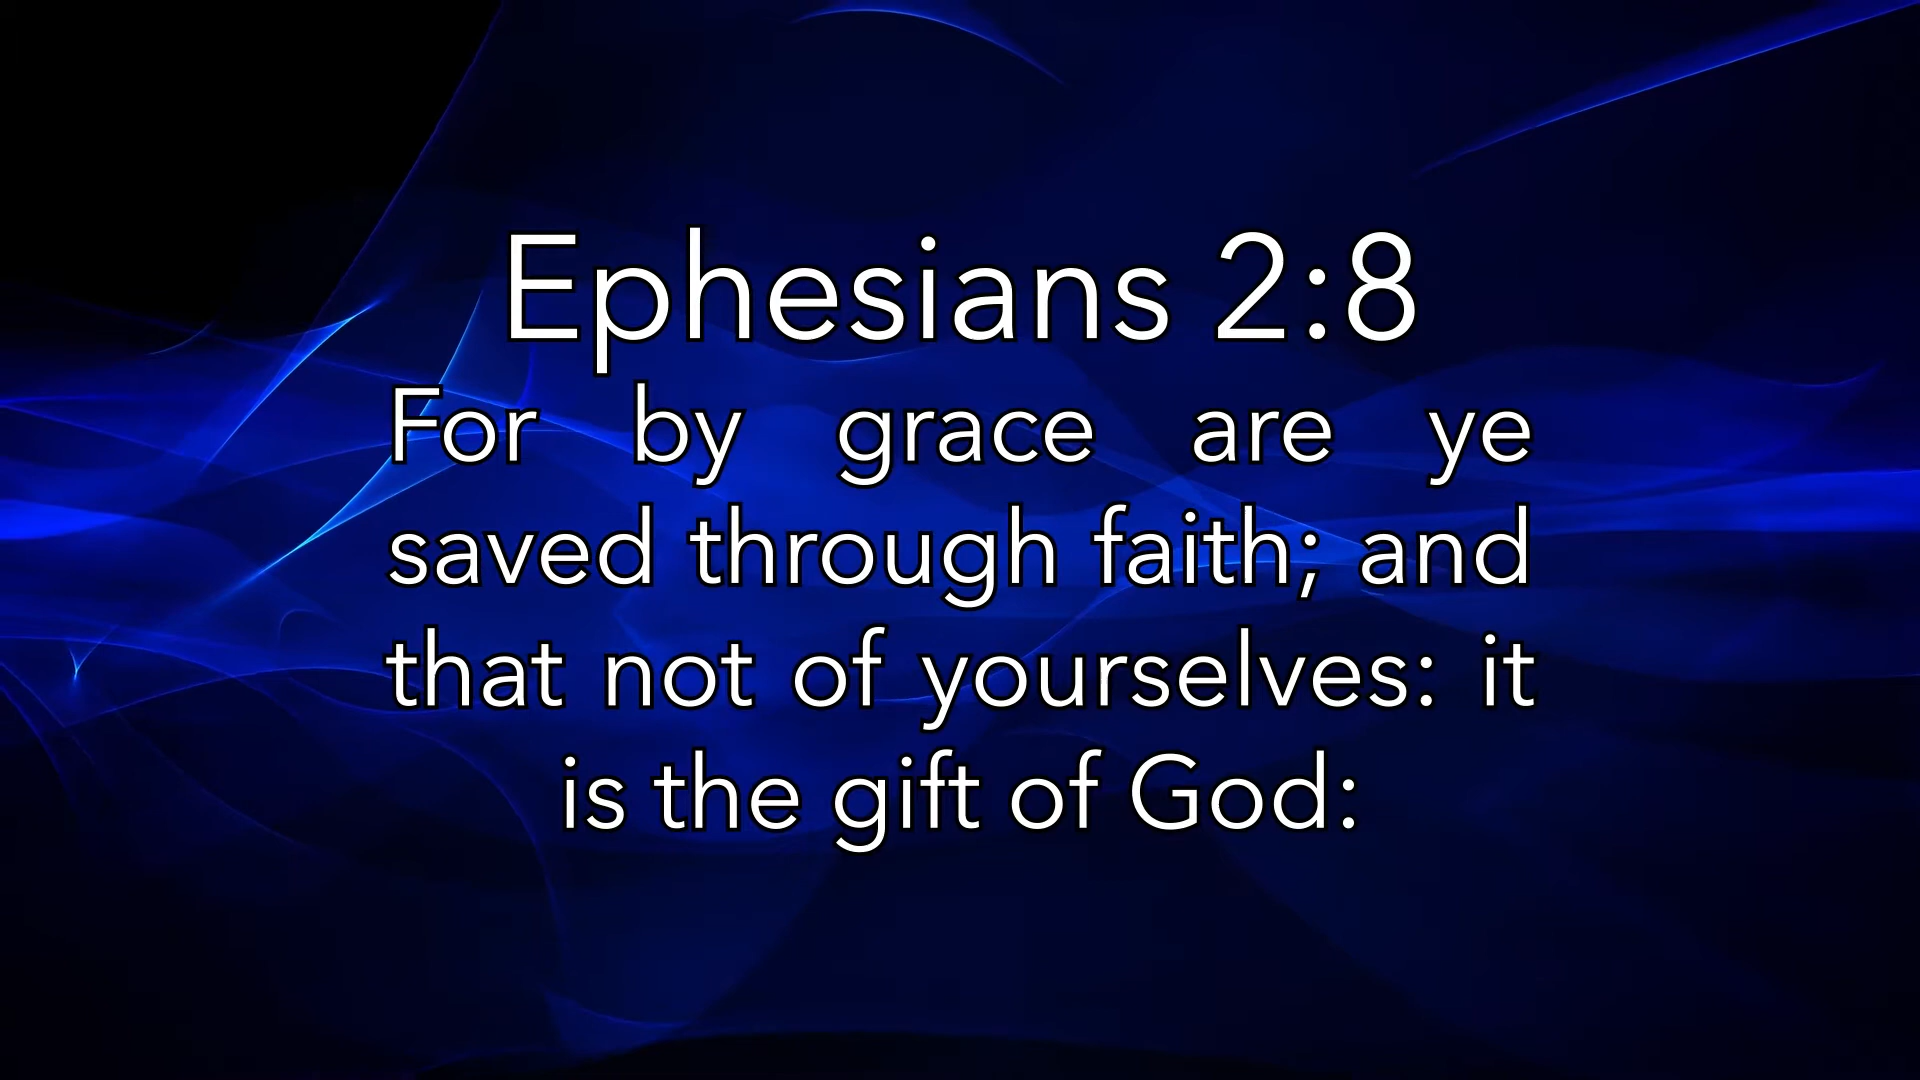 Ephesians 2:8
For by grace are ye
saved through faith; and
that not of yourselves: it
is the gift of God: